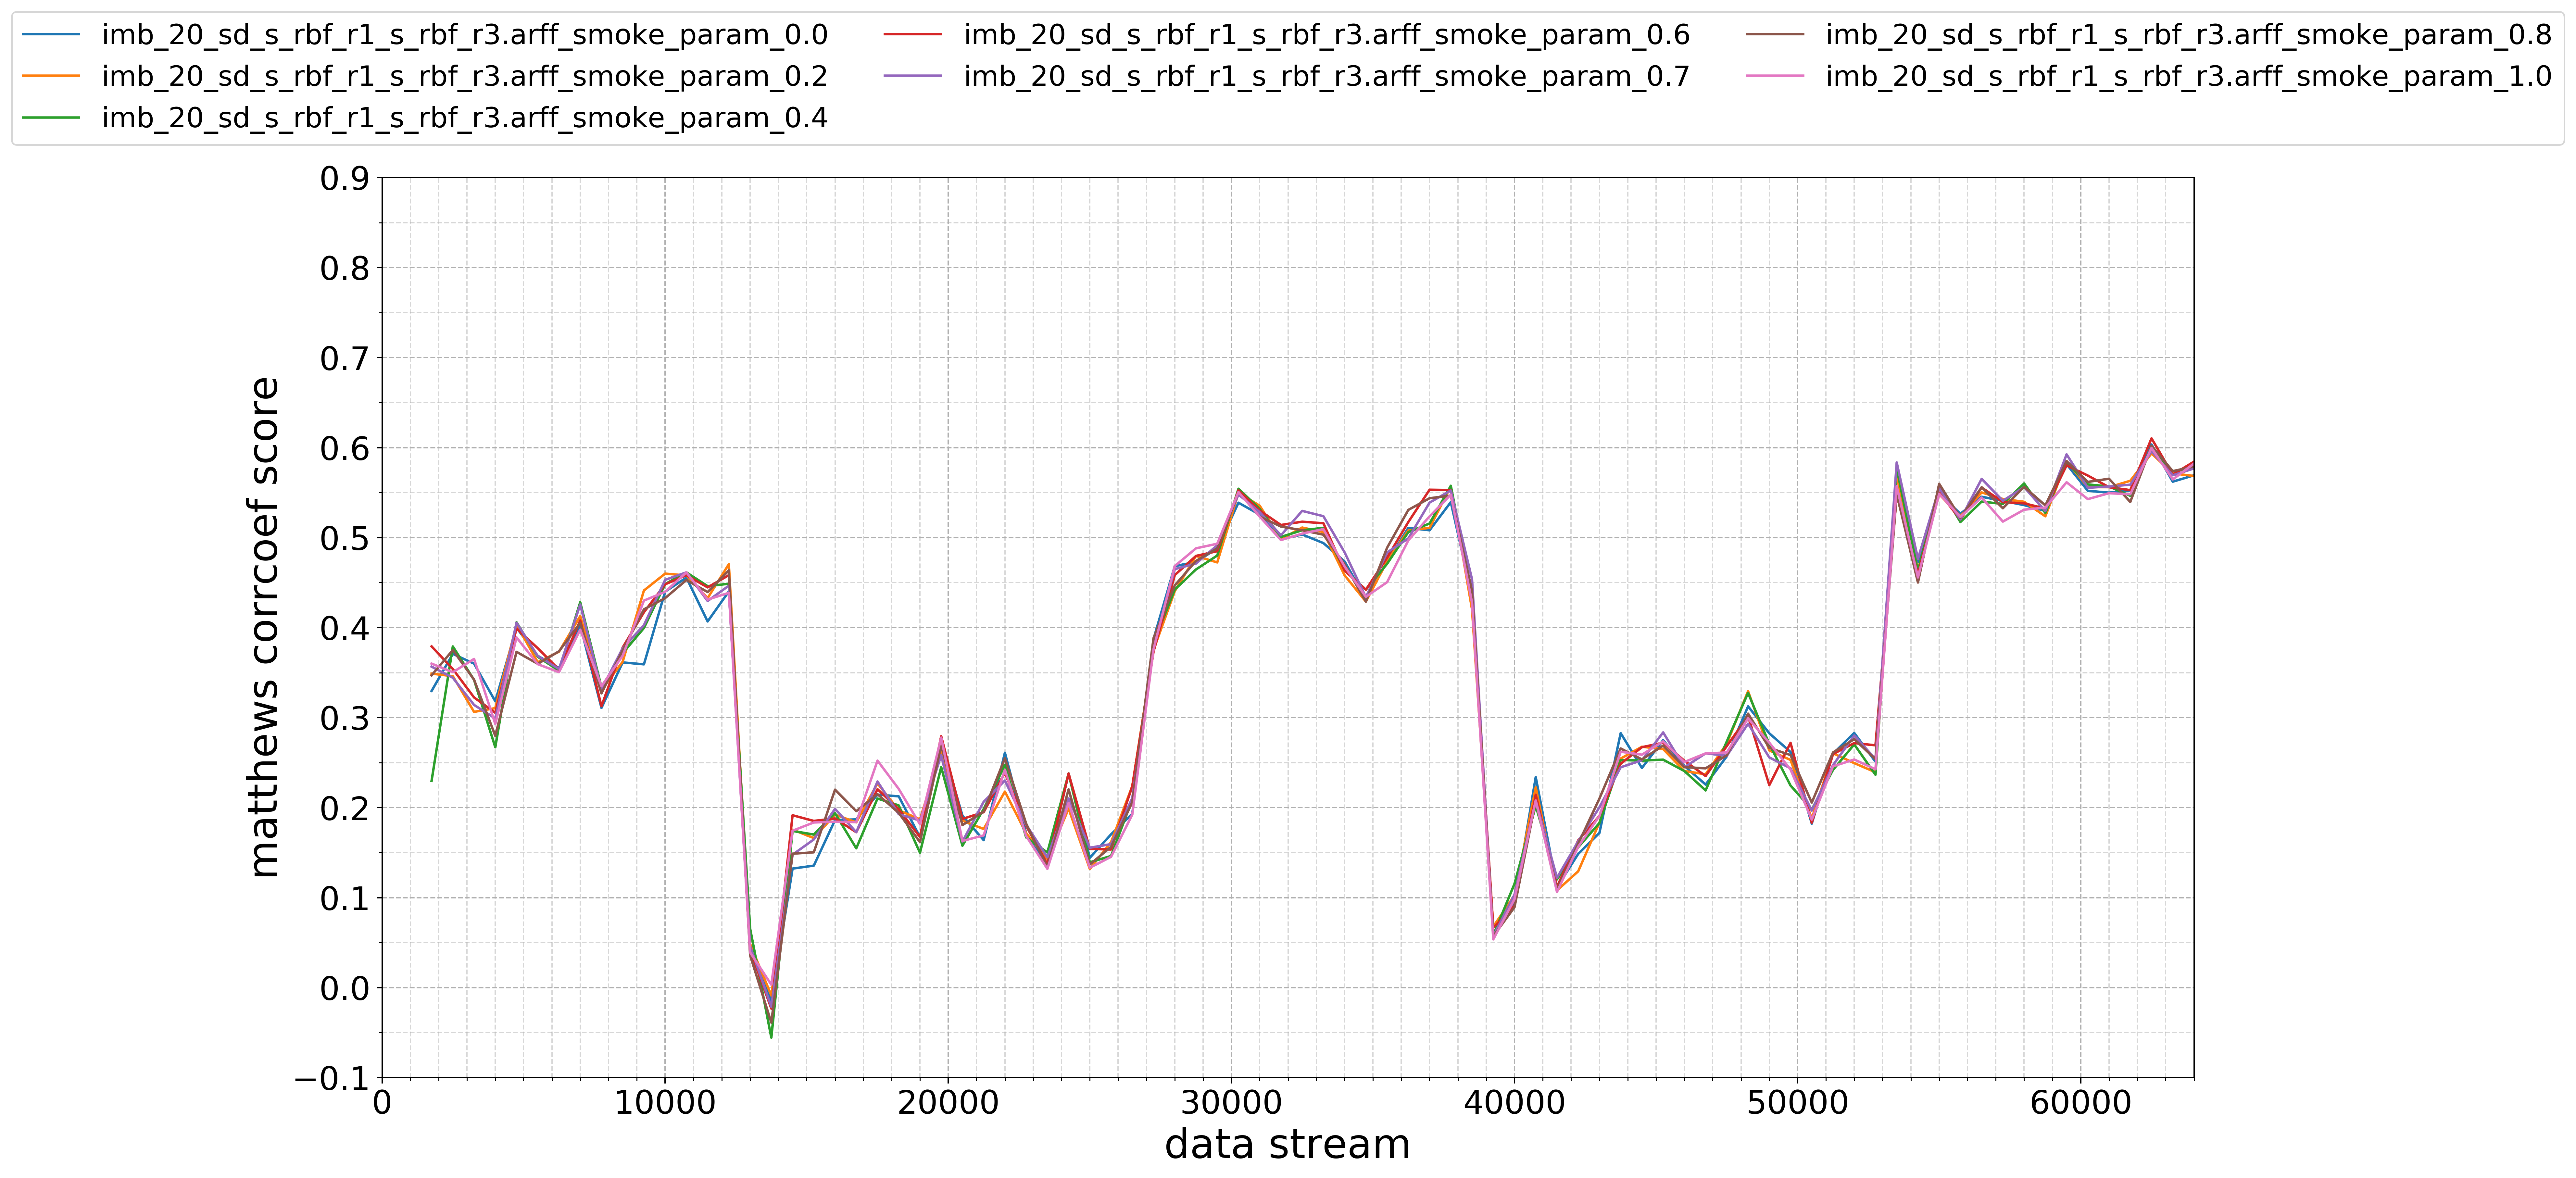 imb_20_sd_s_rbf_r1_s_rbf_r3.arff_smoke_param_0.0
imb_20_sd_s_rbf_r1_s_rbf_r3.arff_smoke_param_0.2
imb_20_sd_s_rbf_r1_s_rbf_r3.arff_smoke_param_0.4
imb_20_sd_s_rbf_r1_s_rbf_r3.arff_smoke_param_0.6
imb_20_sd_s_rbf_r1_s_rbf_r3.arff_smoke_param_0.7
imb_20_sd_s_rbf_r1_s_rbf_r3.arff_smoke_param_0.8
imb_20_sd_s_rbf_r1_s_rbf_r3.arff_smoke_param_1.0
matthews corrcoef score
0.9
0.8
0.7
0.6
0.5
0.4
0.3
0.2
0.1
0.0
−0.1
0 10000 20000 30000 40000 50000 60000
data stream